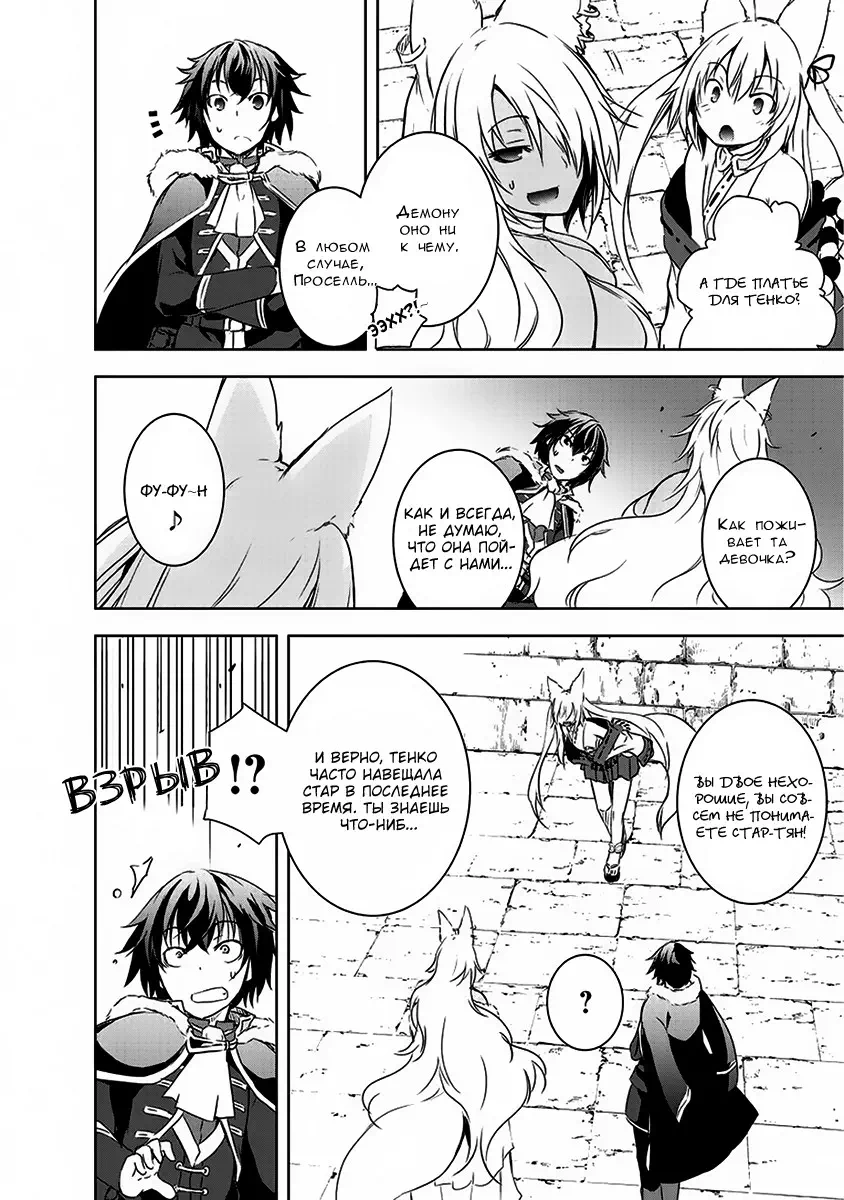 А ГДЕ ПЛАТЬЕ
ДЛЯ ТЕНКО?
ДЕМОНУ
ОНО НИ
К ЧЕМУ.
В ЛЮБОМ
СЛУЧАЕ,
ПРОСЕЛЛЬ...
ЭЭХХ?!~
КАК ПОЖИ-
ВАЕТ ТА
ДЕВОЧКА?
КАК И ВСЕГДА,
НЕ ДУМАЮ,
ЧТО ОНА ПОЙ-
ДЕТ С НАМИ...
ФУ-ФУ~Н
♪
ВЫ ДВОЕ НЕХО-
РОШИЕ, ВЫ СОВ-
СЕМ НЕ ПОНИМА-
ЕТЕ СТАР-ТЯН!
?
И ВЕРНО, ТЕНКО
ЧАСТО НАВЕЩАЛА
СТАР В ПОСЛЕДНЕЕ
ВРЕМЯ. ТЫ ЗНАЕШЬ
ЧТО-НИБ...
!?
ВЗРЫВ